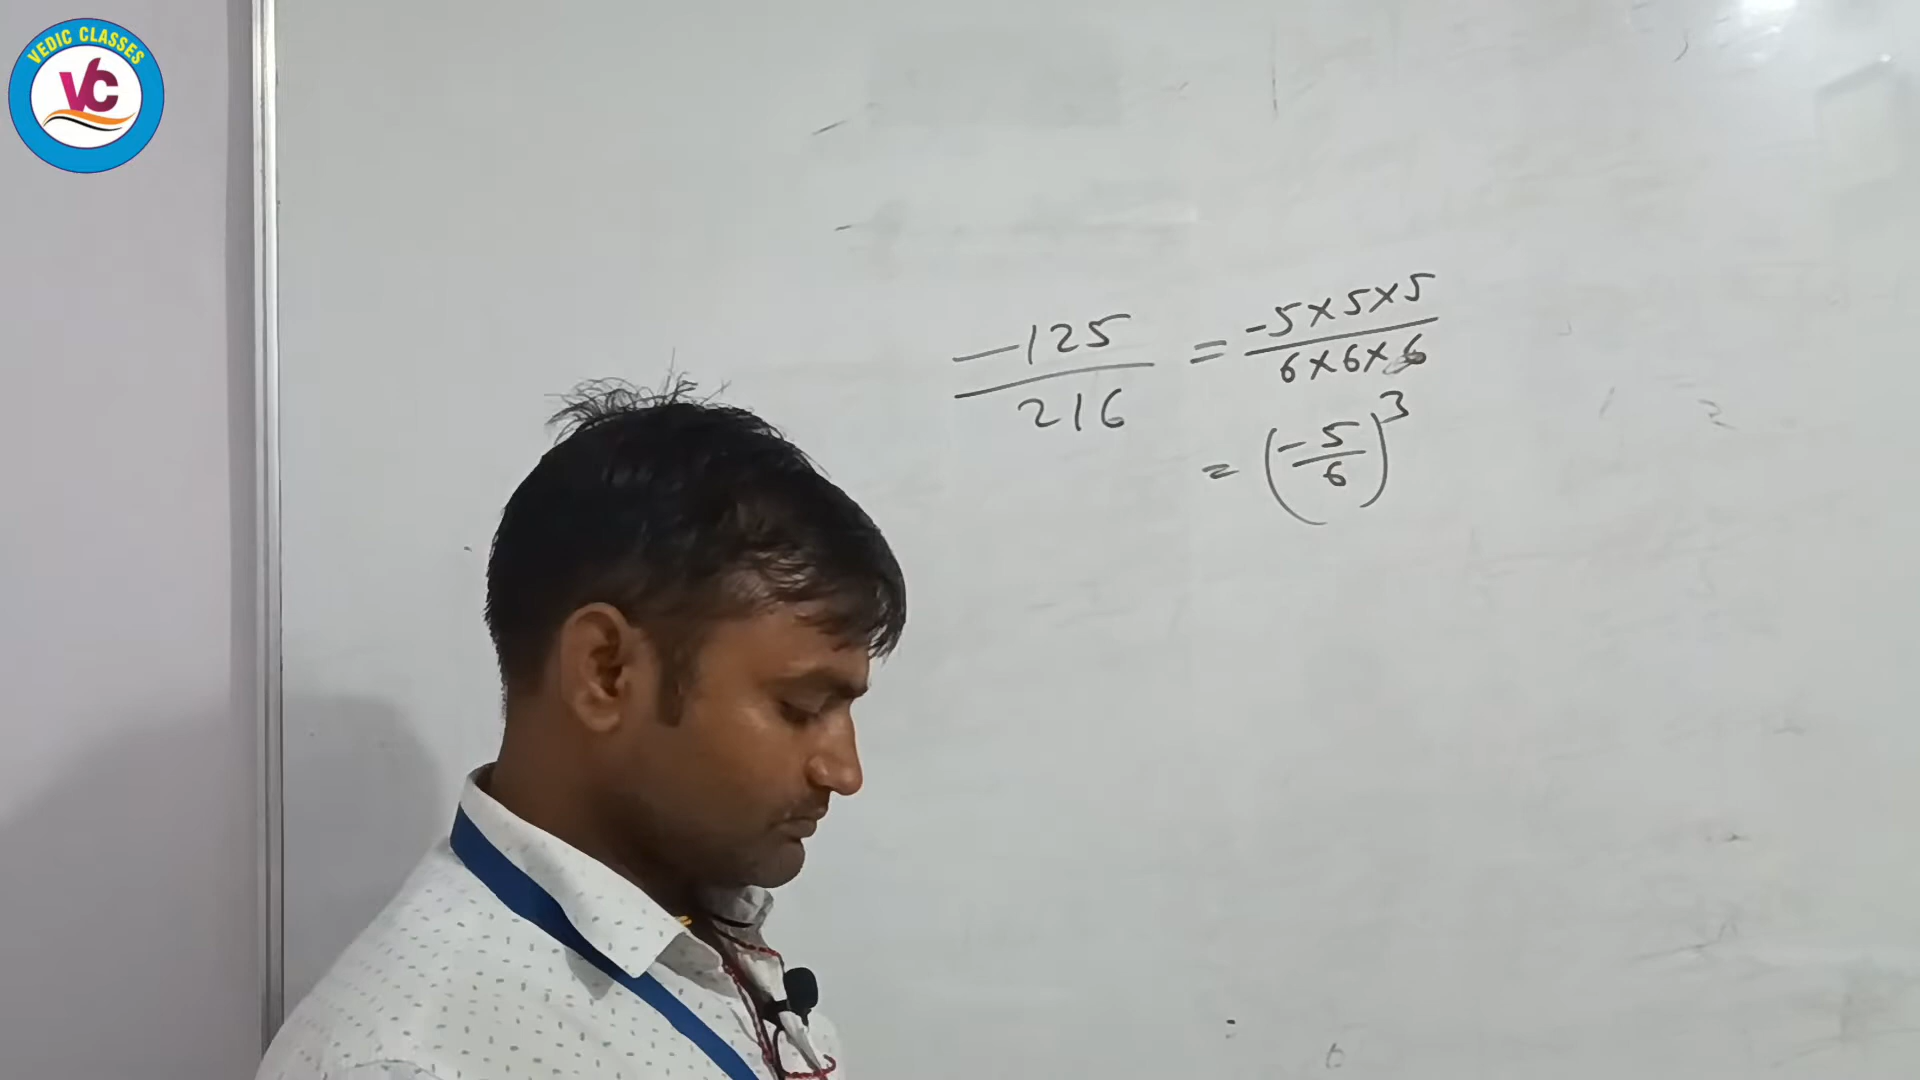 VEDIC CLASSES
VC
-125/216 = -5×5×5/6×6×6
= (-5/6)³